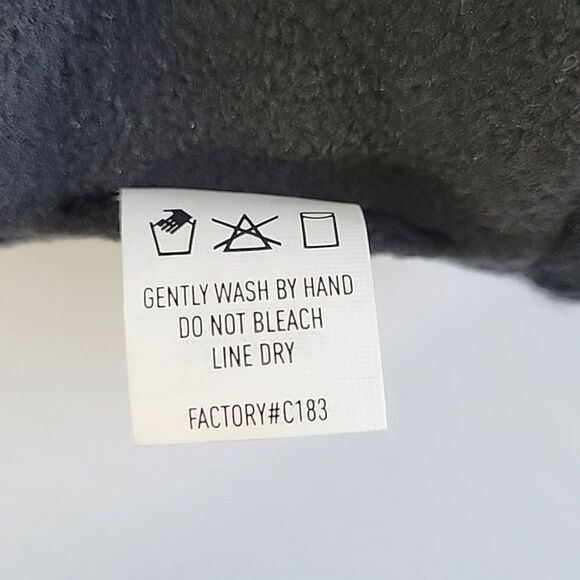 GENTLY WASH BY HAND
DO NOT BLEACH
LINE DRY
FACTORY#C183